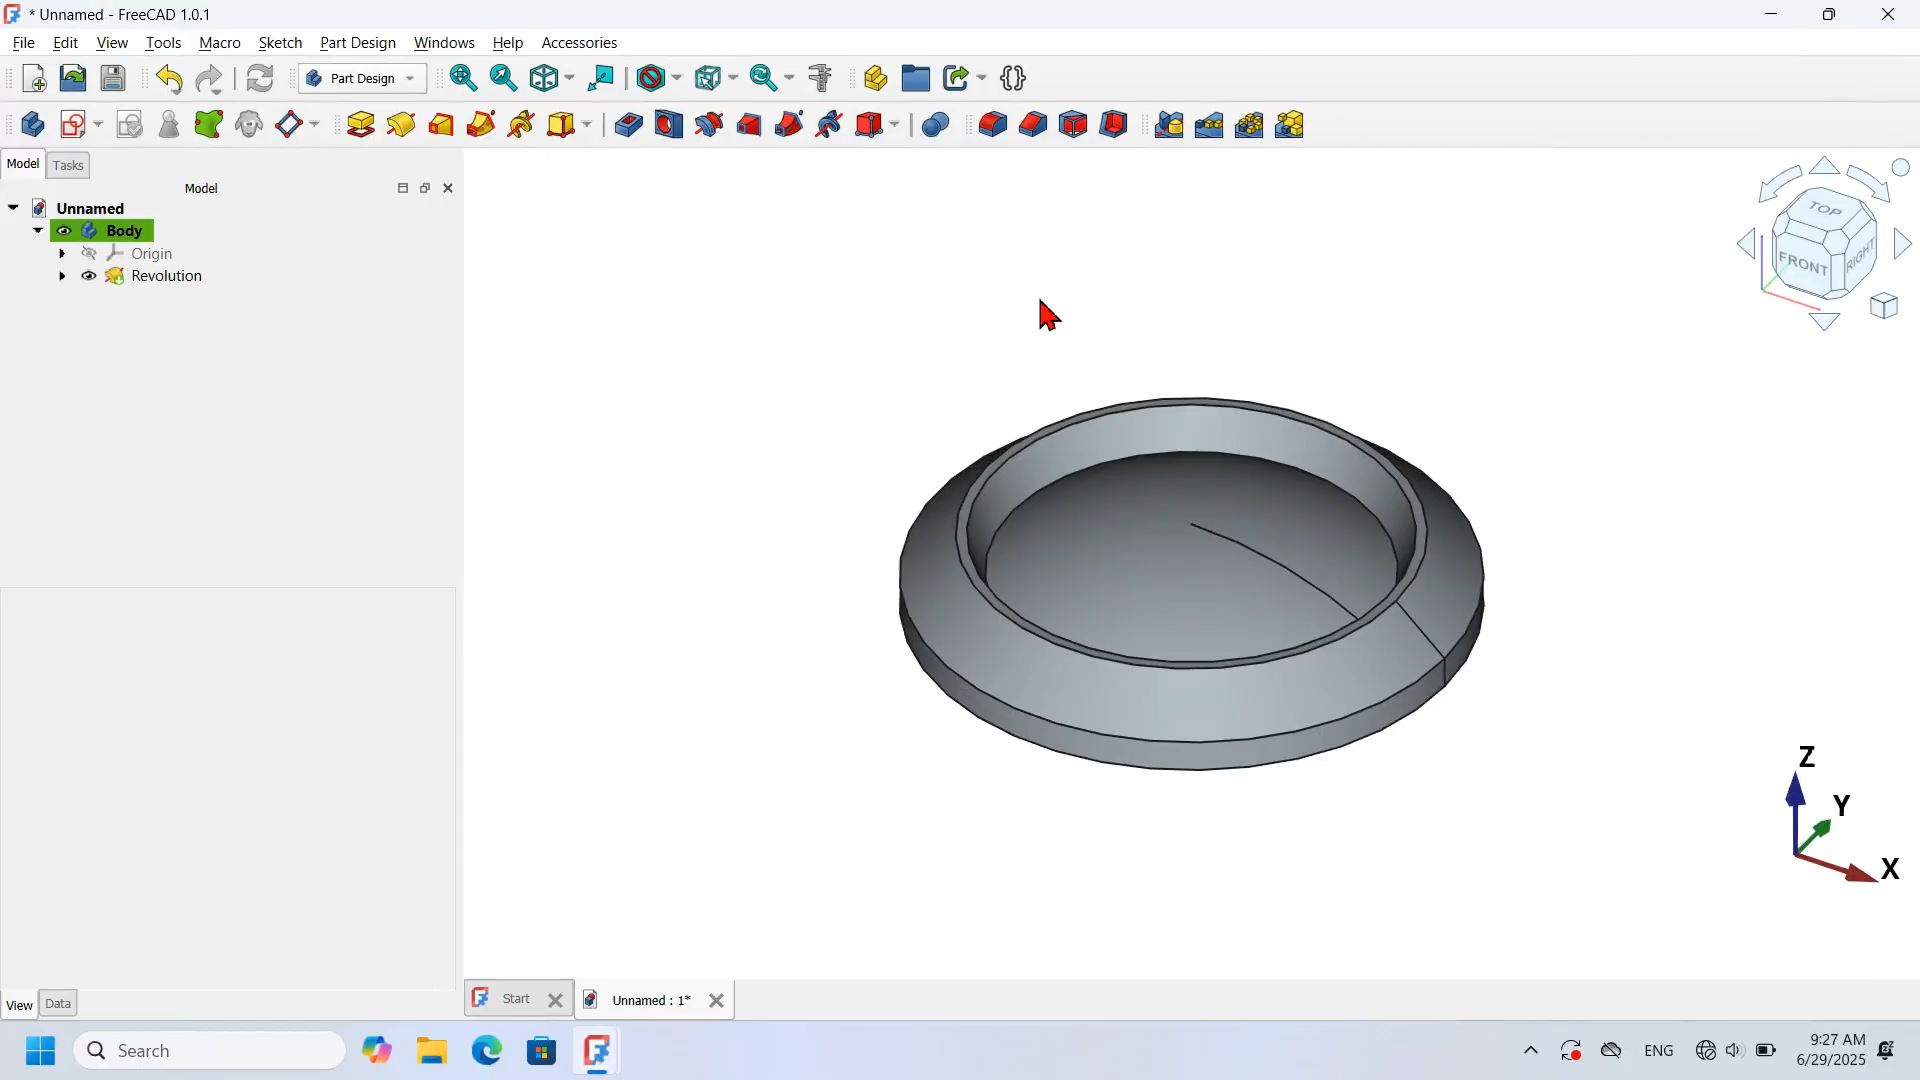 * Unnamed - FreeCAD 1.0.1
File Edit View Tools Macro Sketch Part Design Windows Help Accessories
Part Design
Model Tasks
Model
Unnamed
Body
Origin
Revolution
TOP
FRONT
RIGHT
Z
Y
X
View Data
Start
Unnamed : 1*
Search
ENG
9:27 AM
6/29/2025